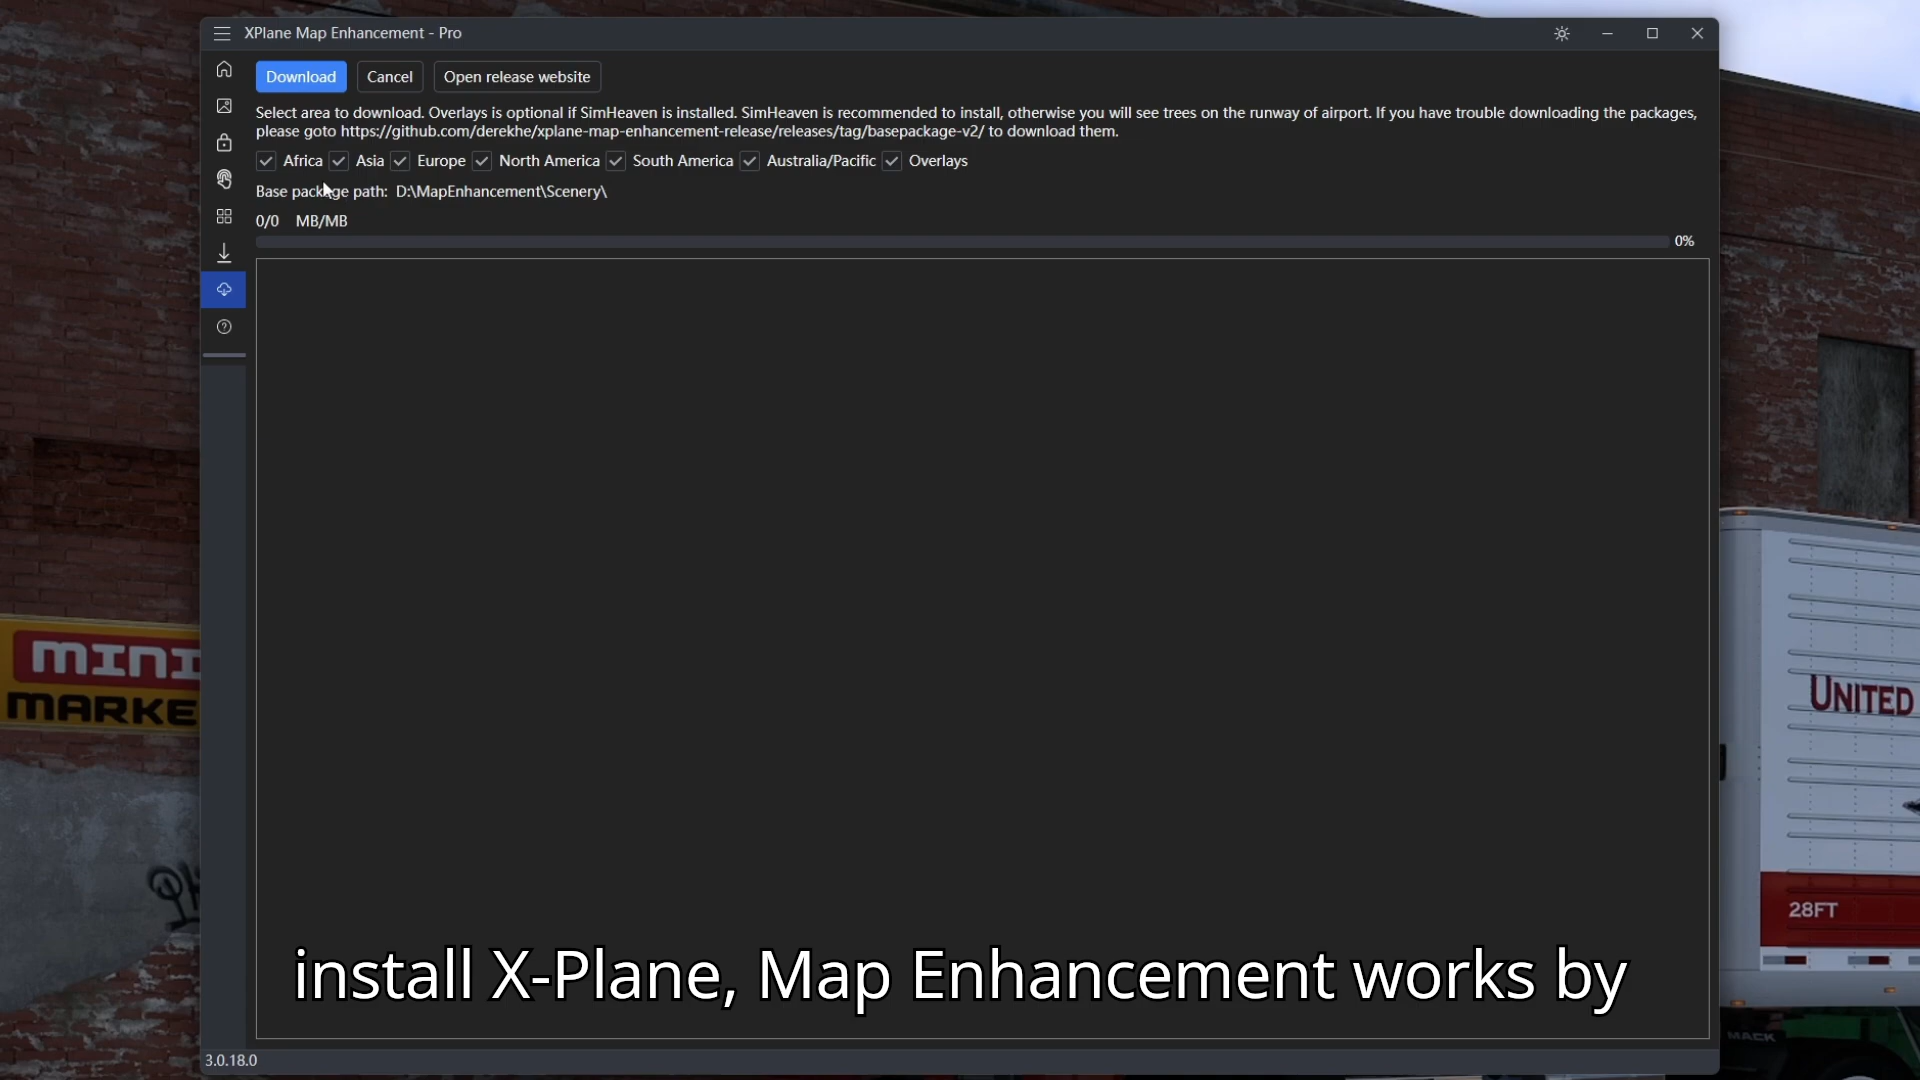 XPlane Map Enhancement - Pro
Download Cancel Open release website
Select area to download. Overlays is optional if SimHeaven is installed. SimHeaven is recommended to install, otherwise you will see trees on the runway of airport. If you have trouble downloading the packages,
please goto https://github.com/derekhe/xplane-map-enhancement-release/releases/tag/basepackage-v2/ to download them.
Africa Asia Europe North America South America Australia/Pacific Overlays
Base package path: D:\MapEnhancement\Scenery\
0/0 MB/MB
0%
MINI
MARKE
UNITED
28FT
install X-Plane, Map Enhancement works by
MACK
3.0.18.0